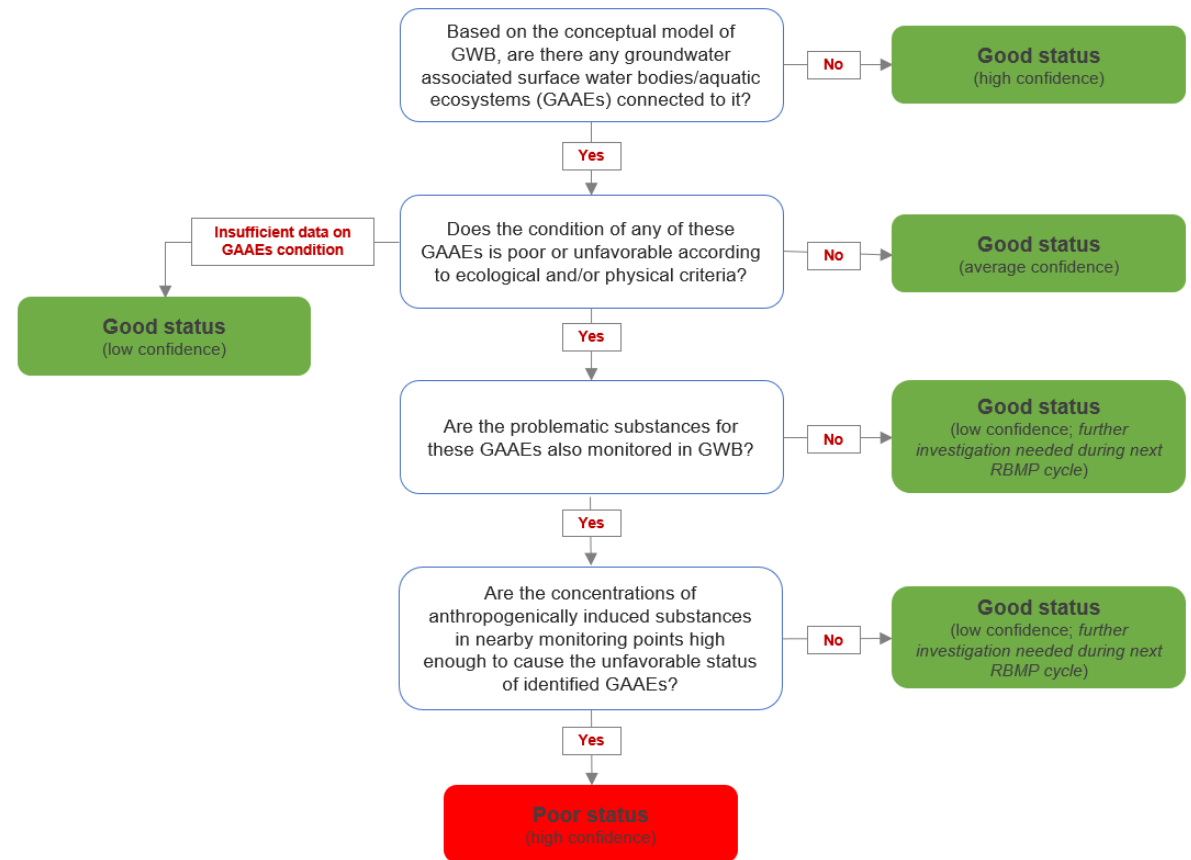 Based on the conceptual model of
GWB, are there any groundwater
associated surface water bodies/aquatic
ecosystems (GAAEs) connected to it?
No
Good status
(high confidence)
Yes
Insufficient data on
GAAEs condition
Does the condition of any of these
GAAEs is poor or unfavorable according
to ecological and/or physical criteria?
No
Good status
(average confidence)
Good status
(low confidence)
Yes
Are the problematic substances for
these GAAEs also monitored in GWB?
No
Good status
(low confidence; further
investigation needed during next
RBMP cycle)
Yes
Are the concentrations of
anthropogenically induced substances
in nearby monitoring points high
enough to cause the unfavorable status
of identified GAAEs?
No
Good status
(low confidence; further
investigation needed during next
RBMP cycle)
Yes
Poor status
(high confidence)